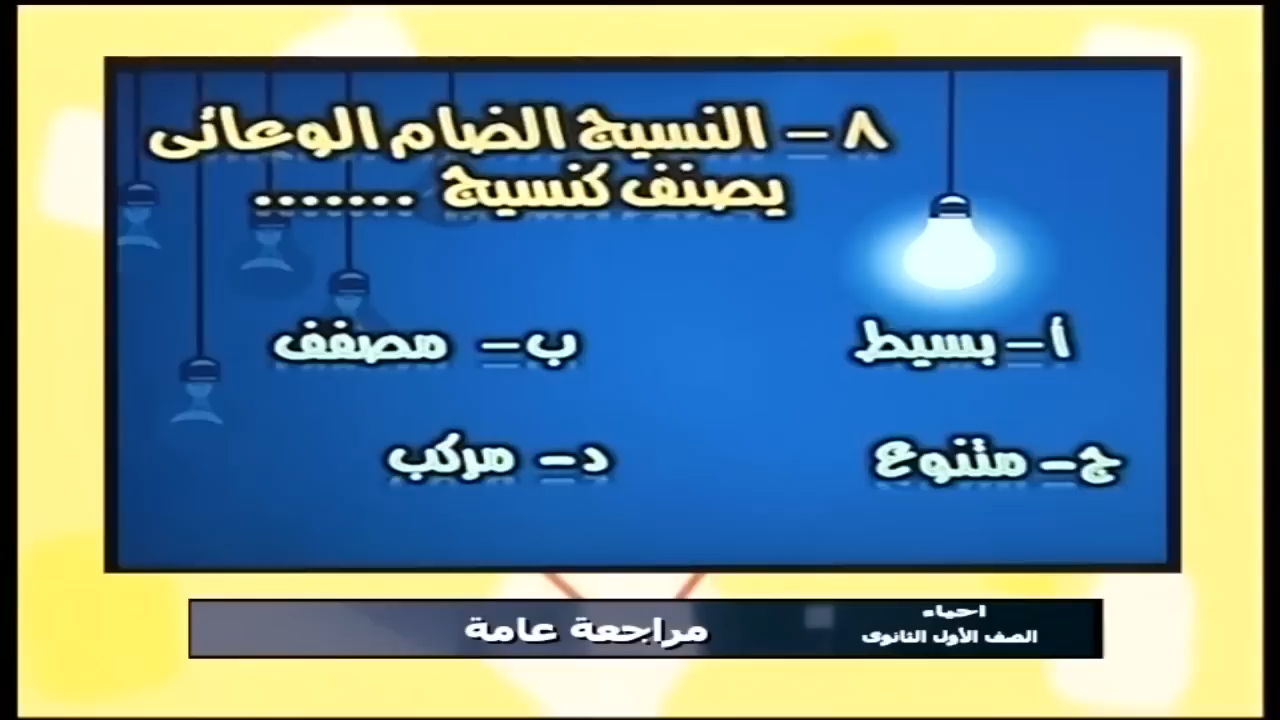 ٨ – النسيج الضام الوعائى
يصنف كنسيج .......
أ – بسيط
ب – مصفف
ج – متنوع
د – مركب
احياء
مراجعة عامة
الصف الأول الثانوى